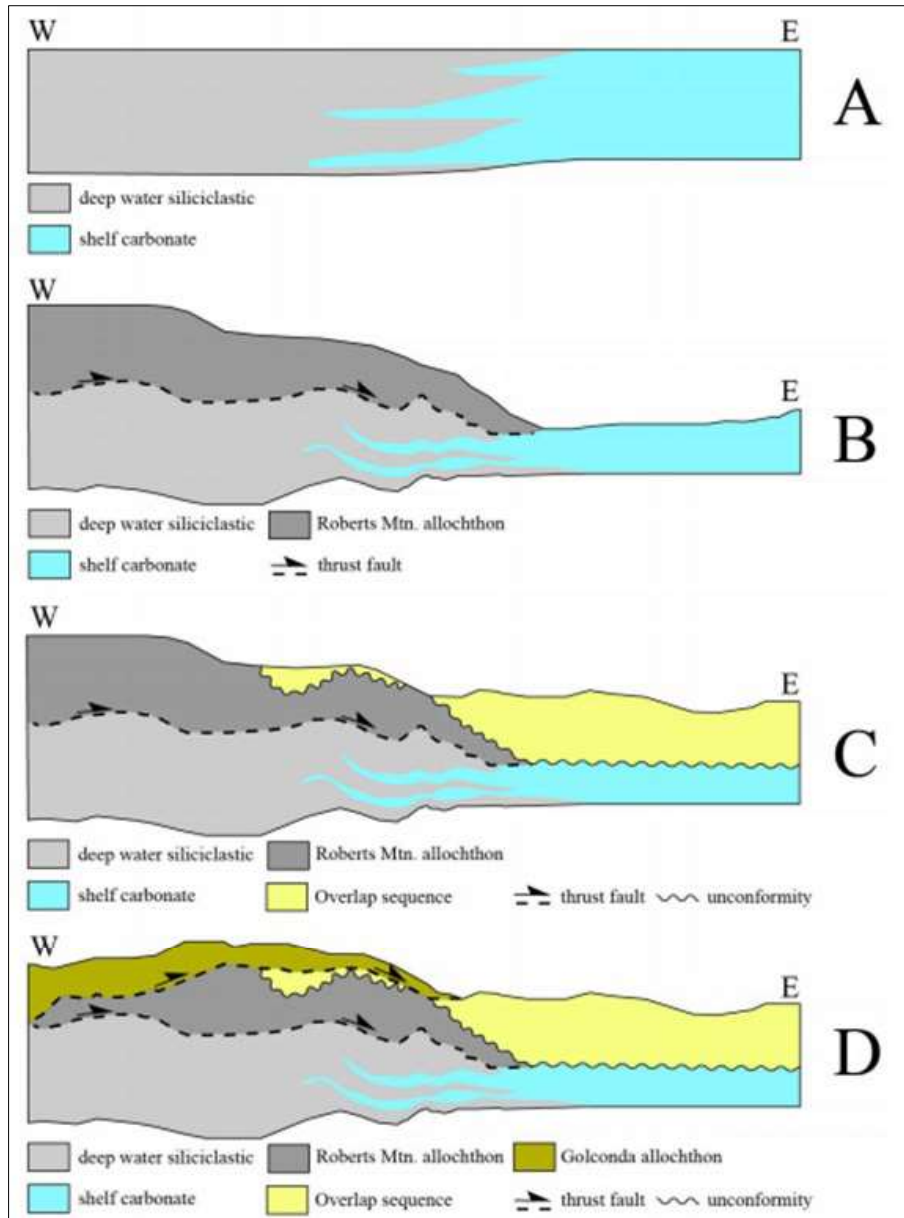 W E
A
deep water siliciclastic
shelf carbonate
W
E
B
deep water siliciclastic Roberts Mtn. allochthon
shelf carbonate thrust fault
W
E
C
deep water siliciclastic Roberts Mtn. allochthon
shelf carbonate Overlap sequence thrust fault unconformity
W
E
D
deep water siliciclastic Roberts Mtn. allochthon Golconda allochthon
shelf carbonate Overlap sequence thrust fault unconformity